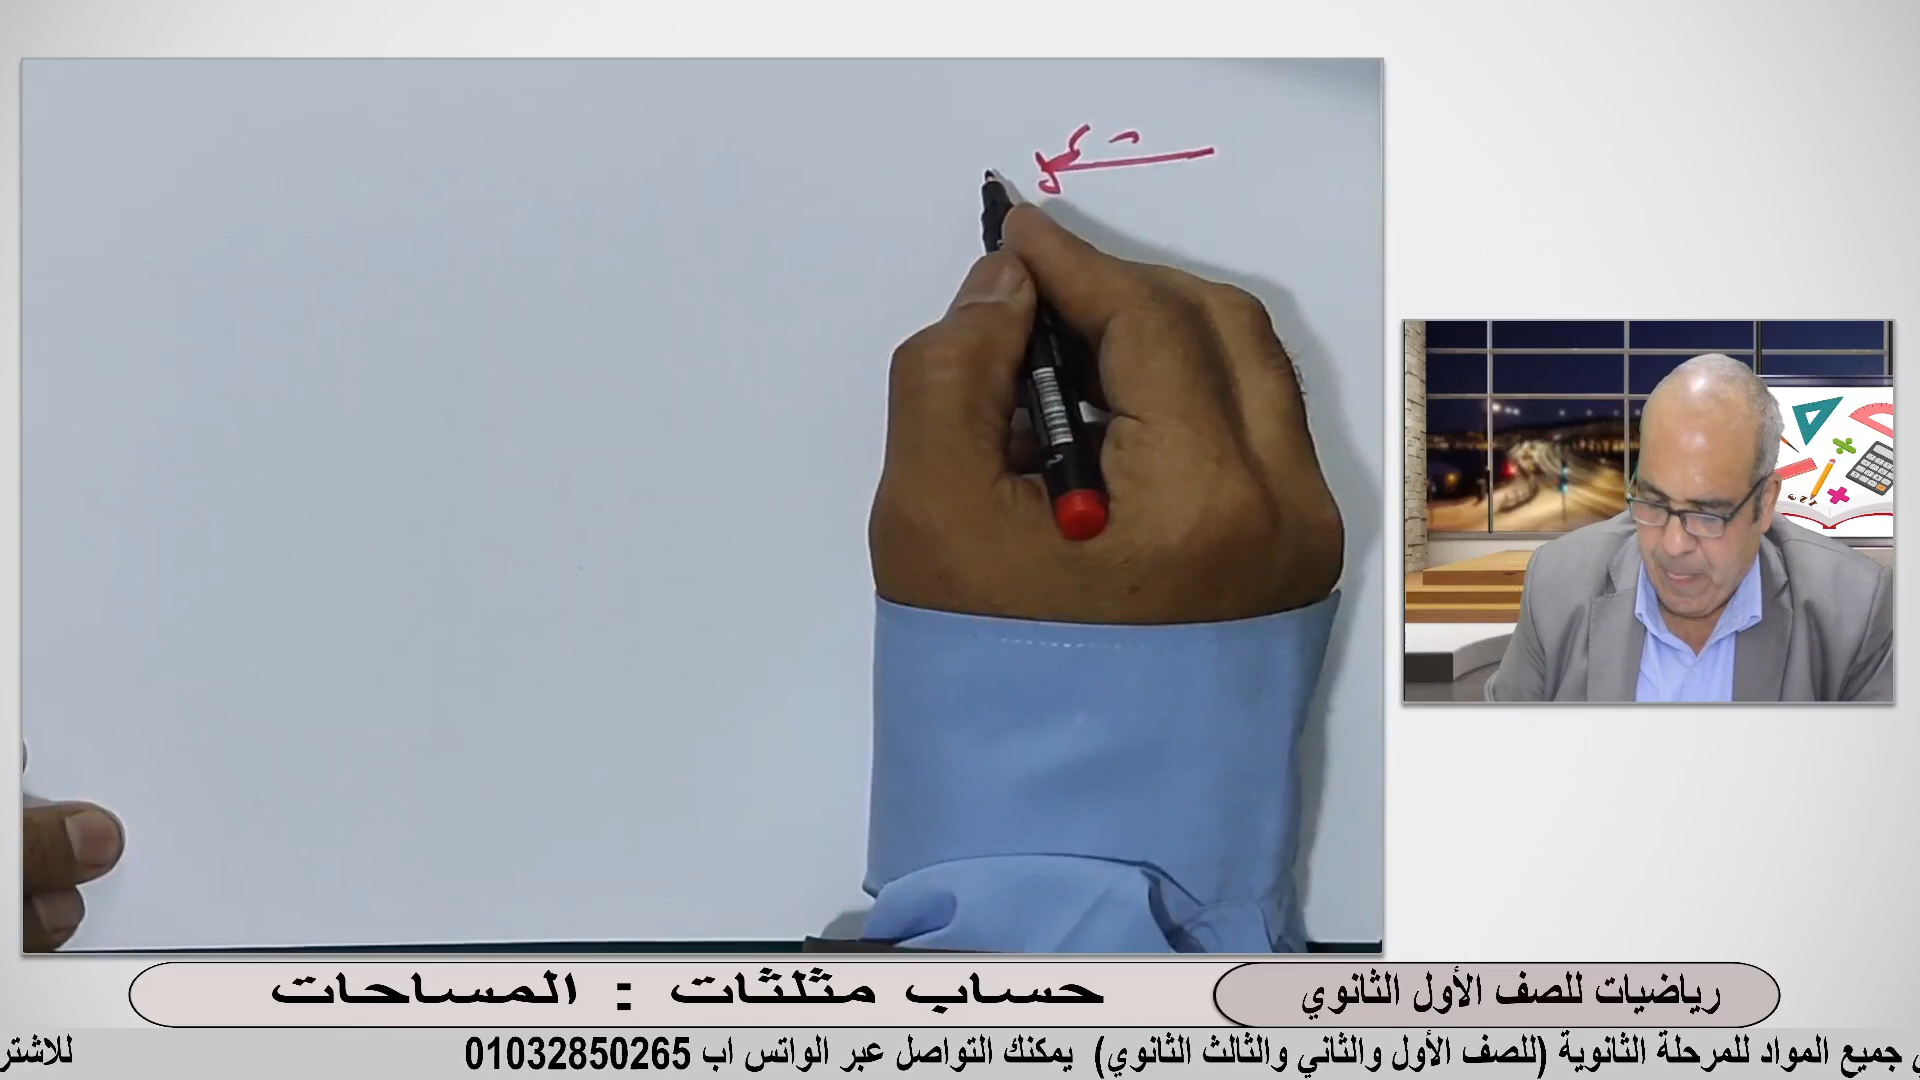 رياضيات للصف الأول الثانوي
حساب مثلثات : المساحات
جميع المواد للمرحلة الثانوية (للصف الأول والثاني والثالث الثانوي) يمكنك التواصل عبر الواتس اب 01032850265